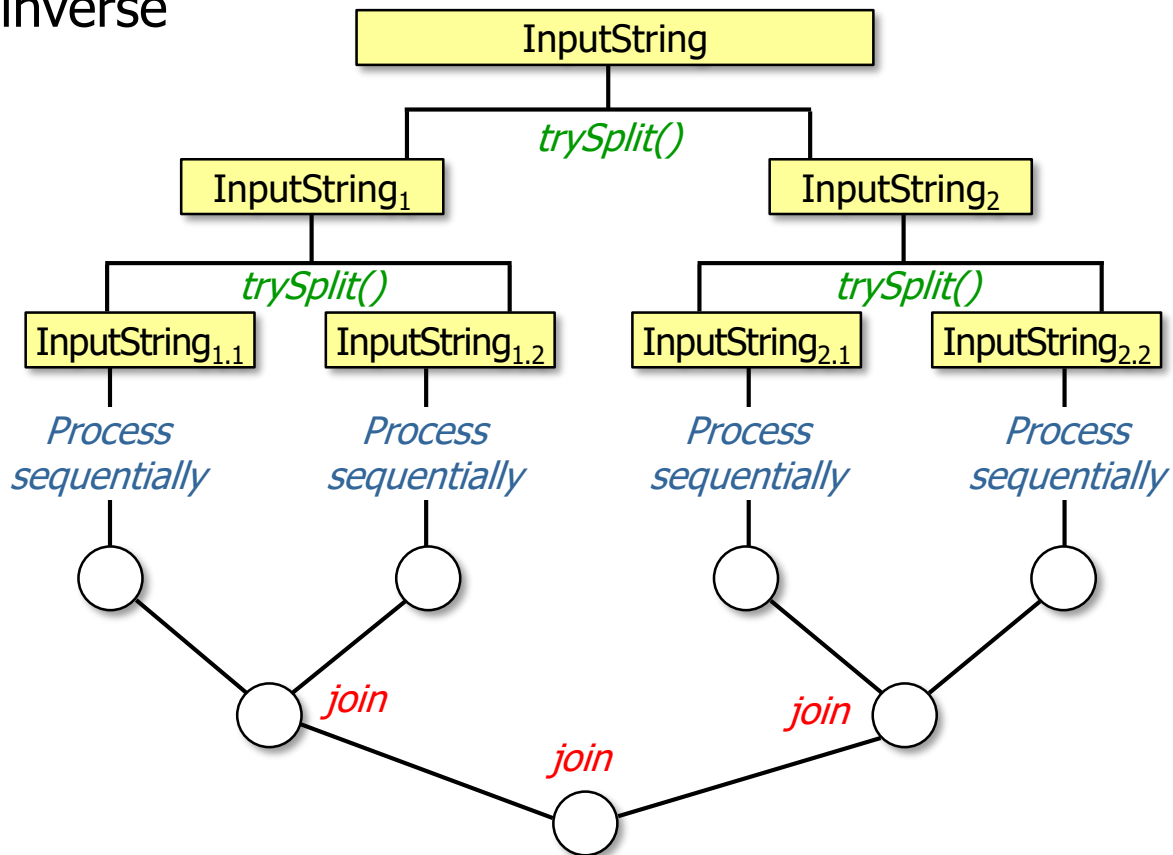 inverse
InputString
trySplit()
InputString₁ InputString₂
trySplit() trySplit()
InputString₁.₁ InputString₁.₂ InputString₂.₁ InputString₂.₂
Process Process Process Process
sequentially sequentially sequentially sequentially
join join
join